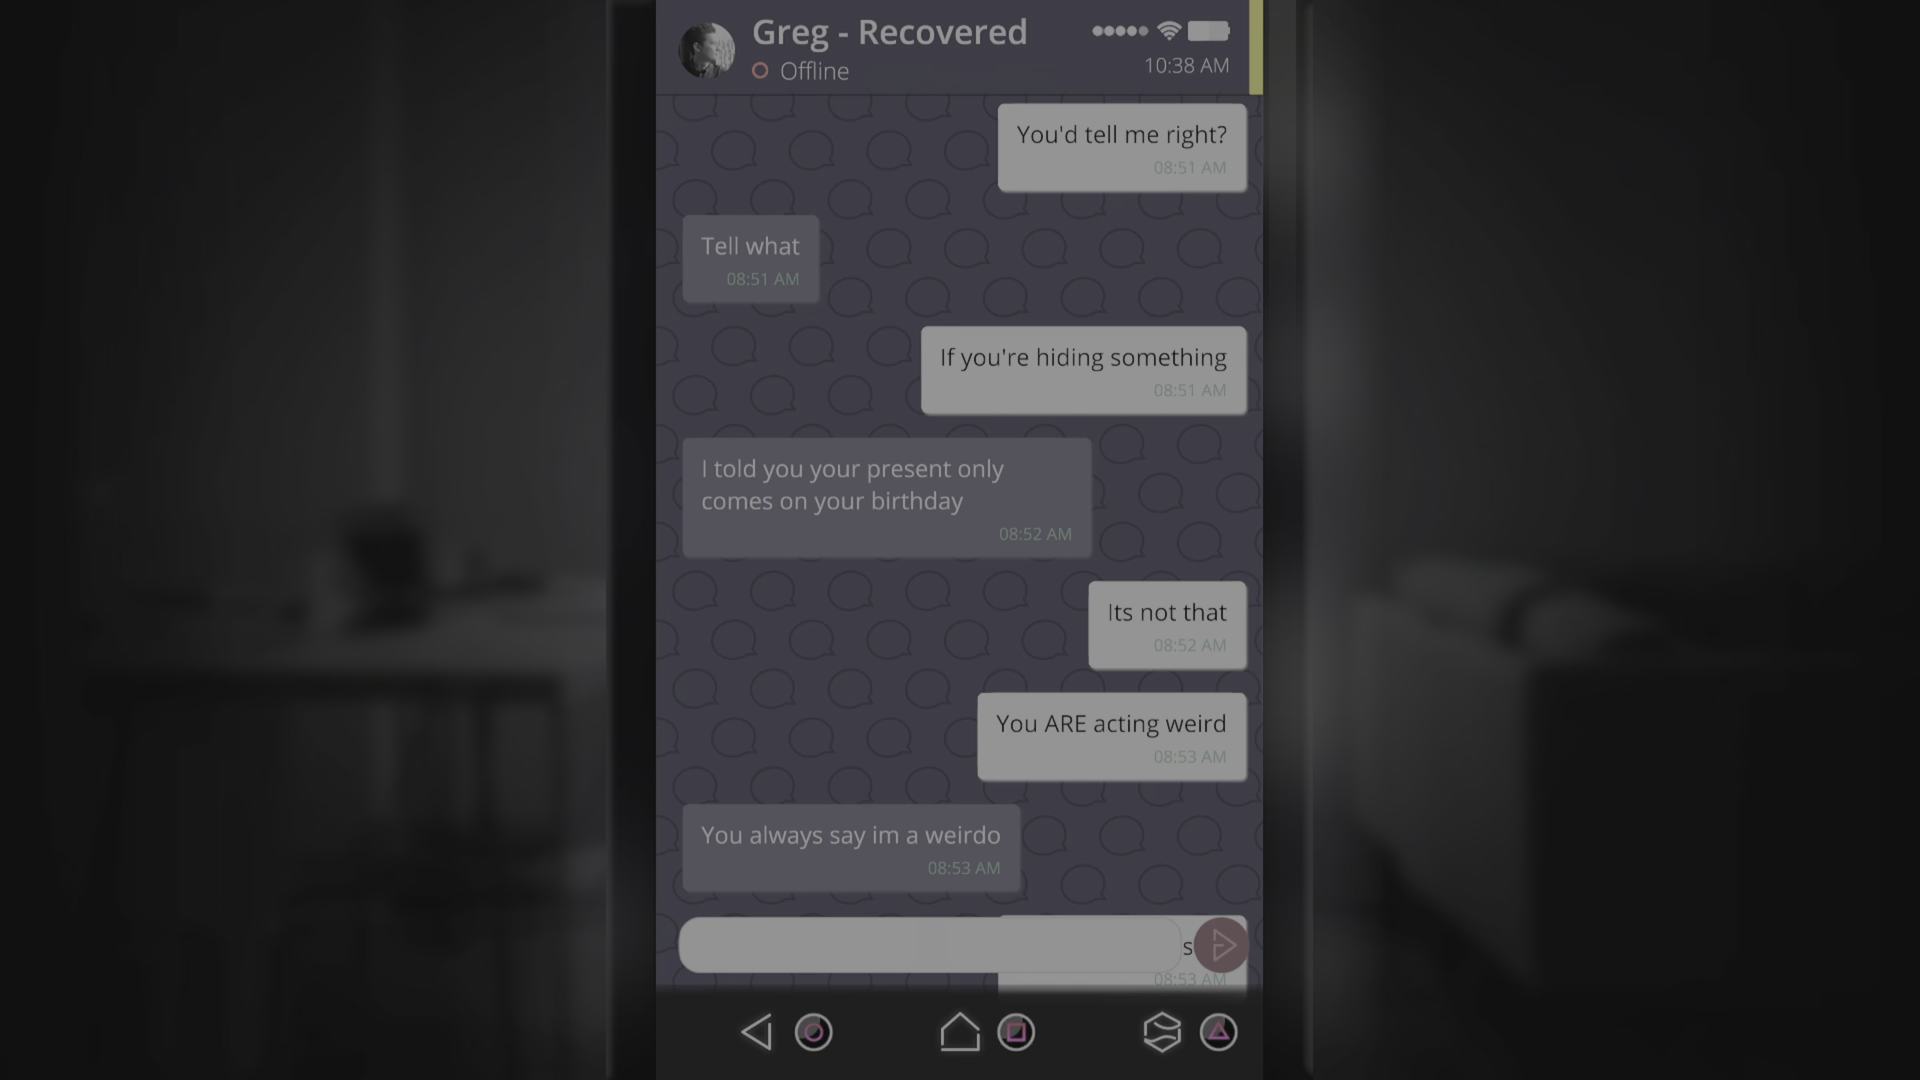 Greg - Recovered
Offline
10:38 AM
You'd tell me right?
08:51 AM
Tell what
08:51 AM
If you're hiding something
08:51 AM
I told you your present only
comes on your birthday
08:52 AM
Its not that
08:52 AM
You ARE acting weird
08:53 AM
You always say im a weirdo
08:53 AM
s
08:53 AM